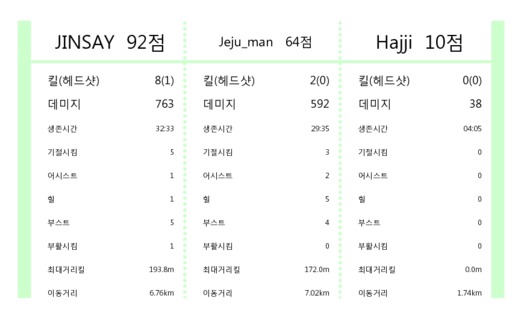 JINSAY 92점 Jeju_man 64점 Hajji 10점
킬(헤드샷) 8(1) 킬(헤드샷) 2(0) 킬(헤드샷) 0(0)
데미지 763 데미지 592 데미지 38
생존시간 32:33 생존시간 29:35 생존시간 04:05
기절시킴 5 기절시킴 3 기절시킴 0
어시스트 1 어시스트 2 어시스트 0
힐 1 힐 5 힐 0
부스트 5 부스트 4 부스트 0
부활시킴 1 부활시킴 0 부활시킴 0
최대거리킬 193.8m 최대거리킬 172.0m 최대거리킬 0.0m
이동거리 6.76km 이동거리 7.02km 이동거리 1.74km